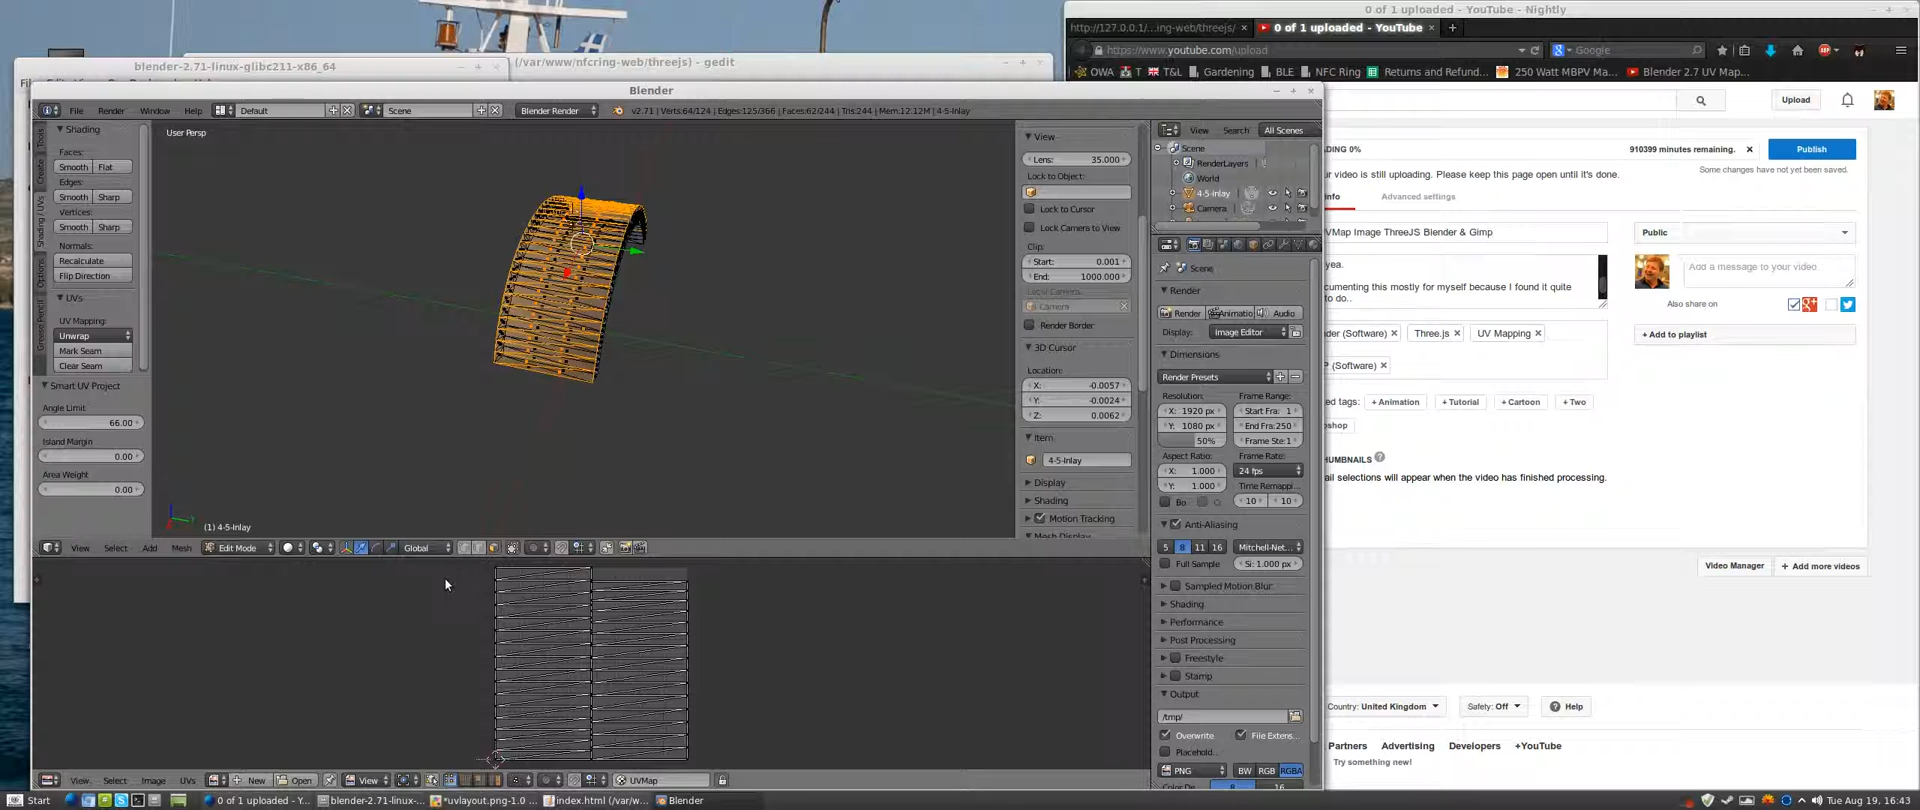 0 of 1 uploaded - YouTube - Nightly
http://127.0.0.1/...ing-web/threejs/
0 of 1 uploaded - YouTube
https://www.youtube.com/upload
Google
OWA
T
T&L
Gardening
BLE
NFC Ring
Returns and Refund...
250 Watt MBPV Ma...
Blender 2.7 UV Map...
blender-2.71-linux-glibc211-x86_64
(/var/www/nfcring-web/threejs) - gedit
Blender
File
Render
Window
Help
Default
Scene
Blender Render
v2.71 | Verts:64/124 | Edges:125/366 | Faces:62/244 | Tris:244 | Mem:12.12M | 4-5-Inlay
Shading
Faces:
Smooth
Flat
Edges:
Smooth
Sharp
Vertices:
Smooth
Sharp
Normals:
Recalculate
Flip Direction
UVs
UV Mapping:
Unwrap
Mark Seam
Clear Seam
Smart UV Project
Angle Limit
66.00
Island Margin
0.00
Area Weight
0.00
Tools
Create
Shading / UVs
Options
Grease Pencil
User Persp
(1) 4-5-Inlay
View
Lens: 35.000
Lock to Object:
Lock to Cursor
Lock Camera to View
Clip:
Start: 0.001
End: 1000.000
Local Camera:
Camera
Render Border
3D Cursor
Location:
X: -0.0057
Y: -0.0024
Z: 0.0062
Item
4-5-Inlay
Display
Shading
Motion Tracking
View
Select
Add
Mesh
Edit Mode
Global
View
Select
Image
UVs
New
Open
View
UVMap
View
Search
All Scenes
Scene
RenderLayers
World
4-5-Inlay
Camera
Scene
Render
Render
Animatio
Audio
Display:
Image Editor
Dimensions
Render Presets
Resolution:
Frame Range:
X: 1920 px
Start Fra: 1
Y: 1080 px
End Fra:250
50%
Frame Ste:1
Aspect Ratio:
Frame Rate:
X: 1.000
24 fps
Y: 1.000
Time Remappi...
Bo
10
10
Anti-Aliasing
5
8
11
16
Mitchell-Net...
Full Sample
Si: 1.000 px
Sampled Motion Blur
Shading
Performance
Post Processing
Freestyle
Stamp
Output
/tmp/
Overwrite
File Extens...
Placehold..
PNG
BW
RGB
RGBA
8
16
Upload
ADING 0%
910399 minutes remaining.
Publish
ur video is still uploading. Please keep this page open until it's done.
Some changes have not yet been saved.
info
Advanced settings
VMap Image ThreeJS Blender & Gimp
Public
yea.
cumenting this mostly for myself because I found it quite
to do..
Add a message to your video
Also share on
der (Software)
Three.js
UV Mapping
P (Software)
+ Add to playlist
ed tags:
+ Animation
+ Tutorial
+ Cartoon
+ Two
shop
HUMBNAILS
ail selections will appear when the video has finished processing.
Video Manager
+ Add more videos
Country: United Kingdom
Safety: Off
Help
Partners
Advertising
Developers
+YouTube
Try something new!
Start
0 of 1 uploaded - Y...
blender-2.71-linux-...
*uvlayout.png-1.0 ...
index.html (/var/w...
Blender
Tue Aug 19, 16:43